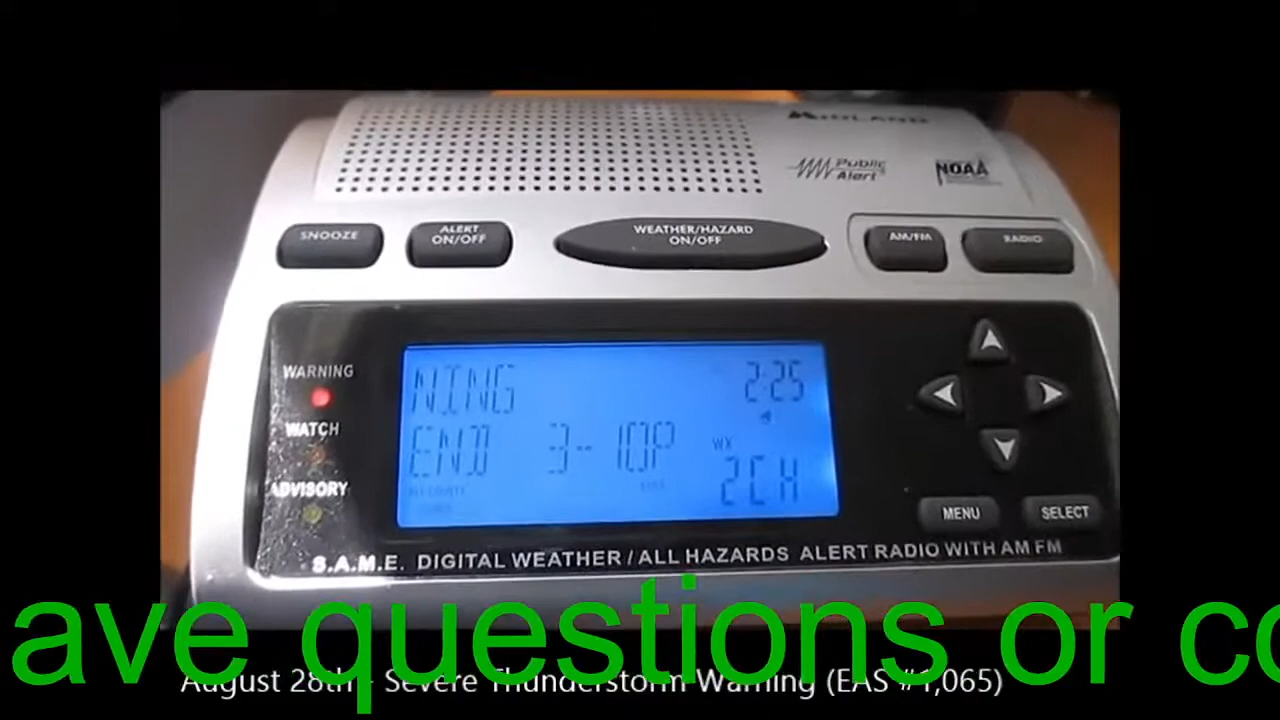 MIDLAND
Public
Alert
NOAA
SNOOZE
ALERT
ON/OFF
WEATHER/HAZARD
ON/OFF
AM/FM
RADIO
WARNING
NING
2:25
WATCH
END 3-10P
WX
2CH
ADVISORY
MENU
SELECT
S.A.M.E. DIGITAL WEATHER / ALL HAZARDS ALERT RADIO WITH AM FM
ave questions or co
August 28th - Severe Thunderstorm Warning (EAS #1,065)